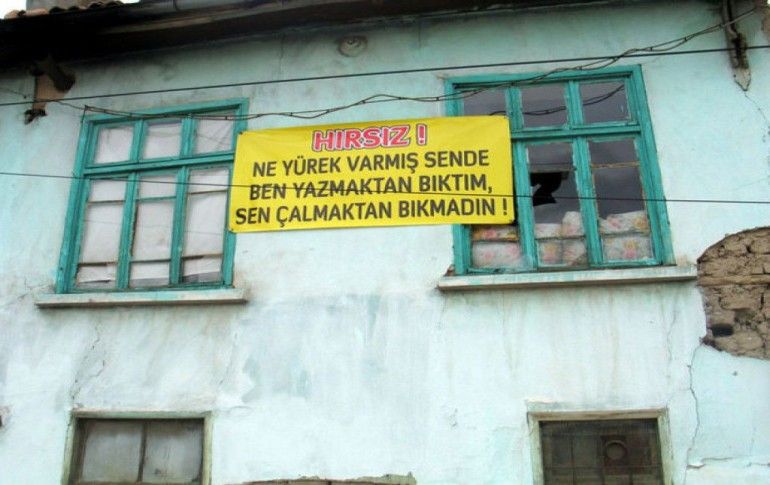 HIRSIZ !
NE YÜREK VARMIŞ SENDE
BEN YAZMAKTAN BIKTIM,
SEN ÇALMAKTAN BIKMADIN !